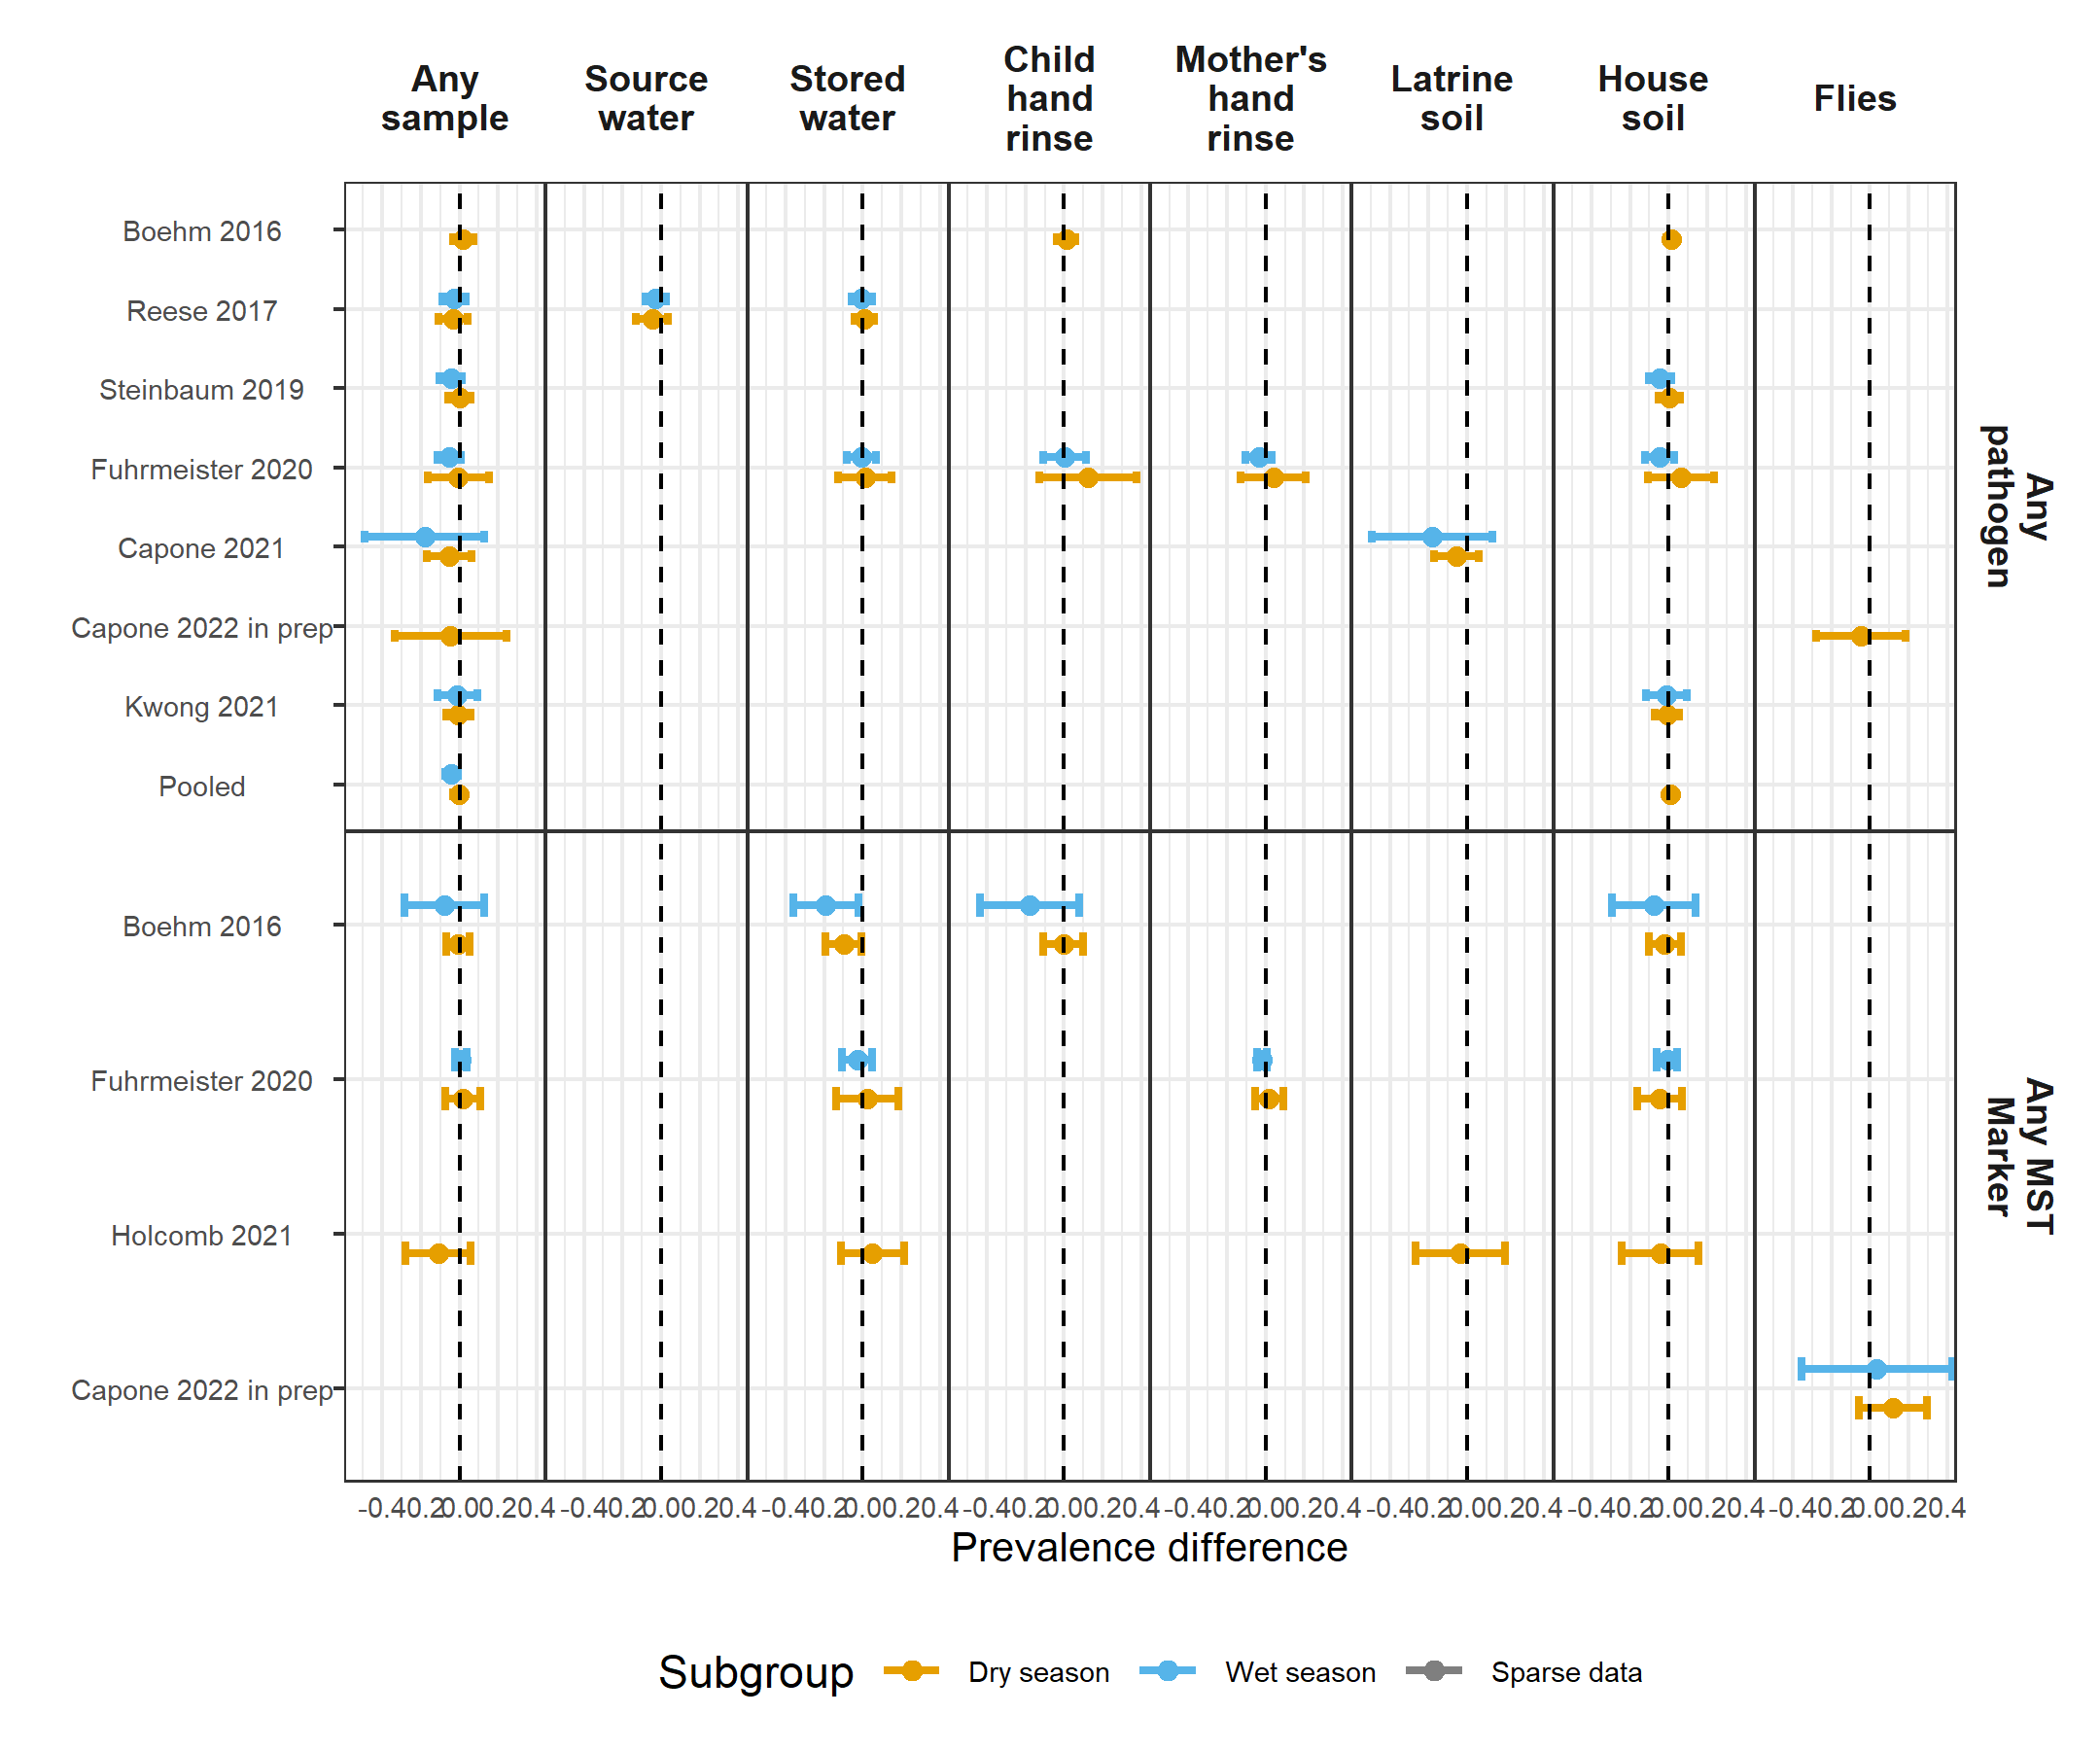 Any
sample
Source
water
Stored
water
Child
hand
rinse
Mother's
hand
rinse
Latrine
soil
House
soil
Flies
Boehm 2016
Reese 2017
Steinbaum 2019
Fuhrmeister 2020
Capone 2021
Capone 2022 in prep
Kwong 2021
Pooled
Any
pathogen
Boehm 2016
Fuhrmeister 2020
Holcomb 2021
Capone 2022 in prep
Any MST
Marker
-0.40.20.00.20.4 -0.40.20.00.20.4 -0.40.20.00.20.4 -0.40.20.00.20.4 -0.40.20.00.20.4 -0.40.20.00.20.4 -0.40.20.00.20.4 -0.40.20.00.20.4
Prevalence difference
Subgroup Dry season Wet season Sparse data